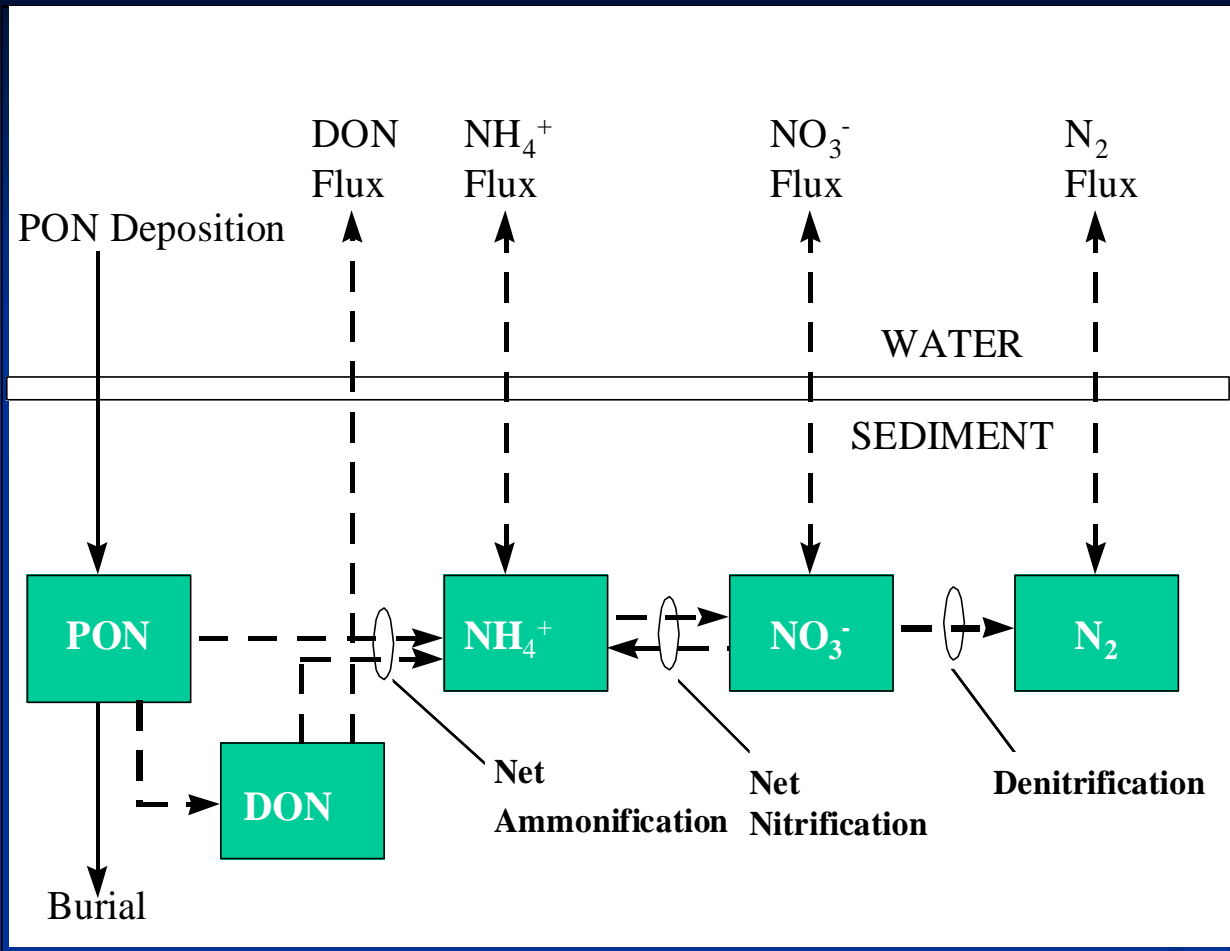 DON
Flux
NH₄⁺
Flux
NO₃⁻
Flux
N₂
Flux
PON Deposition
WATER
SEDIMENT
PON
NH₄⁺
NO₃⁻
N₂
DON
Net
Ammonification
Net
Nitrification
Denitrification
Burial